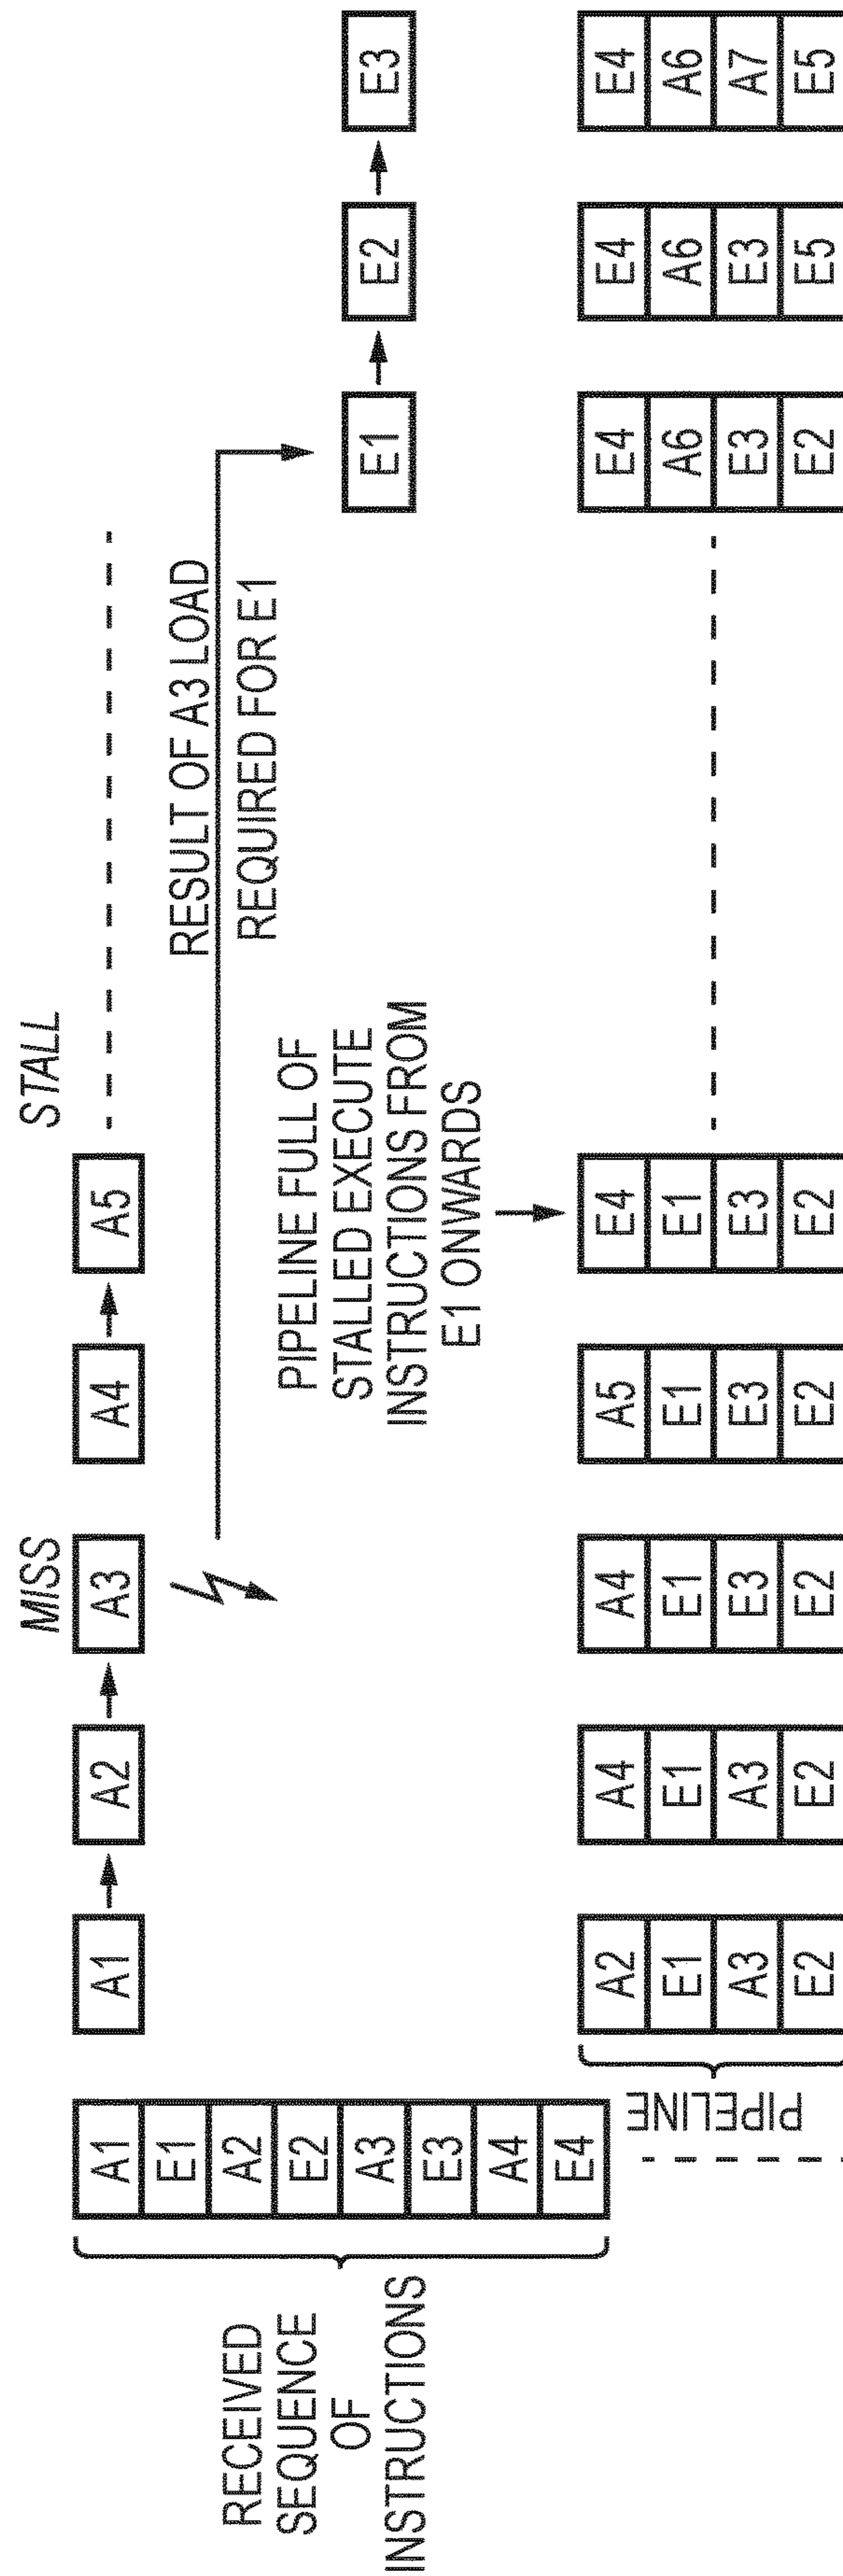 RECEIVED
SEQUENCE
OF
INSTRUCTIONS
A1
E1
A2
E2
A3
E3
A4
E4
MISS
STALL
A1 A2 A3 A4 A5
RESULT OF A3 LOAD
REQUIRED FOR E1
PIPELINE FULL OF
STALLED EXECUTE
INSTRUCTIONS FROM
E1 ONWARDS
E1 E2 E3
PIPELINE
A2 A4 A4 A5 E4 E4 E4 E4
E1 E1 E1 E1 E1 A6 A6 A6
A3 A3 E3 E3 E3 E3 E3 A7
E2 E2 E2 E2 E2 E2 E5 E5